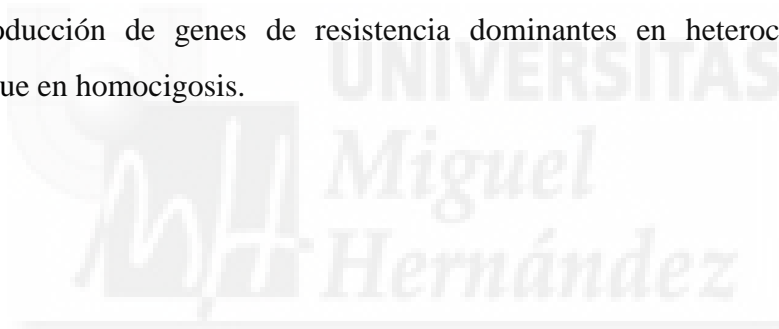 oducción de genes de resistencia dominantes en heteroc
ue en homocigosis.
UNIVERSITAS
Miguel
Hernández